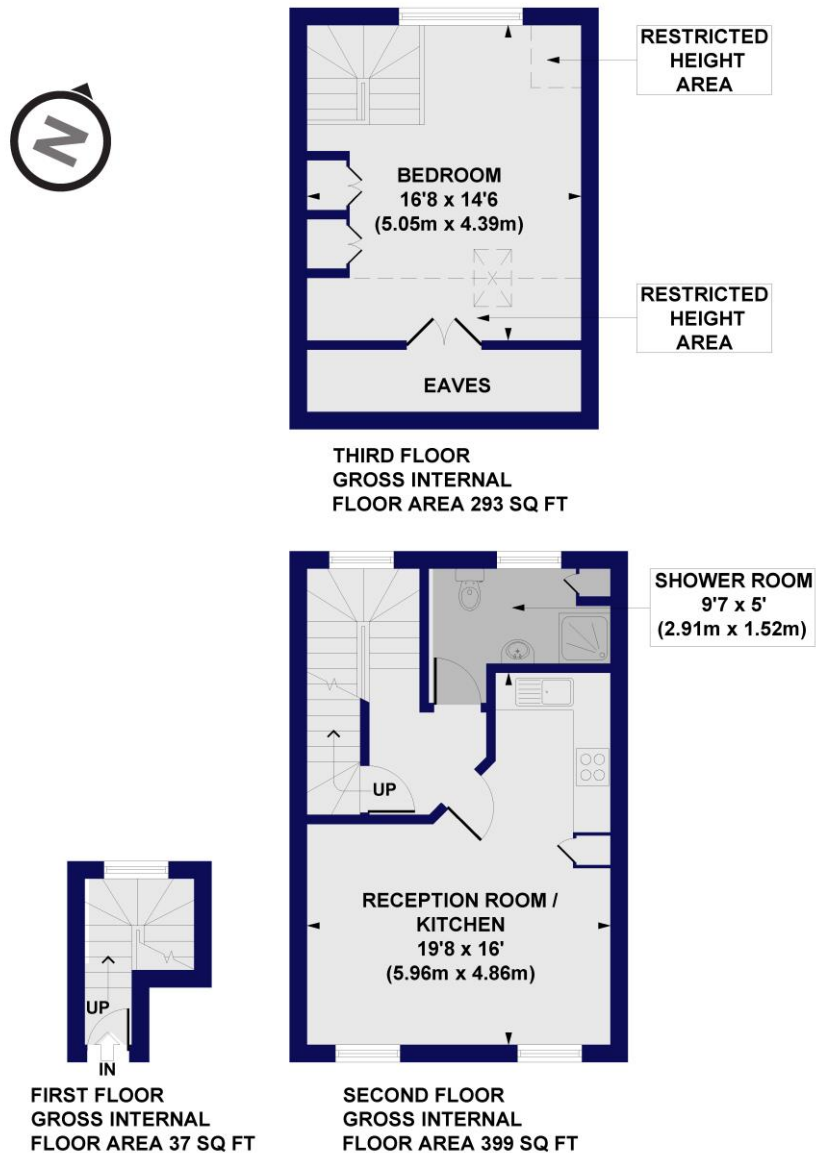 RESTRICTED
HEIGHT
AREA
N
BEDROOM
16'8 x 14'6
(5.05m x 4.39m)
RESTRICTED
HEIGHT
AREA
EAVES
THIRD FLOOR
GROSS INTERNAL
FLOOR AREA 293 SQ FT
SHOWER ROOM
9'7 x 5'
(2.91m x 1.52m)
UP
RECEPTION ROOM /
KITCHEN
19'8 x 16'
(5.96m x 4.86m)
UP
IN
FIRST FLOOR
GROSS INTERNAL
FLOOR AREA 37 SQ FT
SECOND FLOOR
GROSS INTERNAL
FLOOR AREA 399 SQ FT